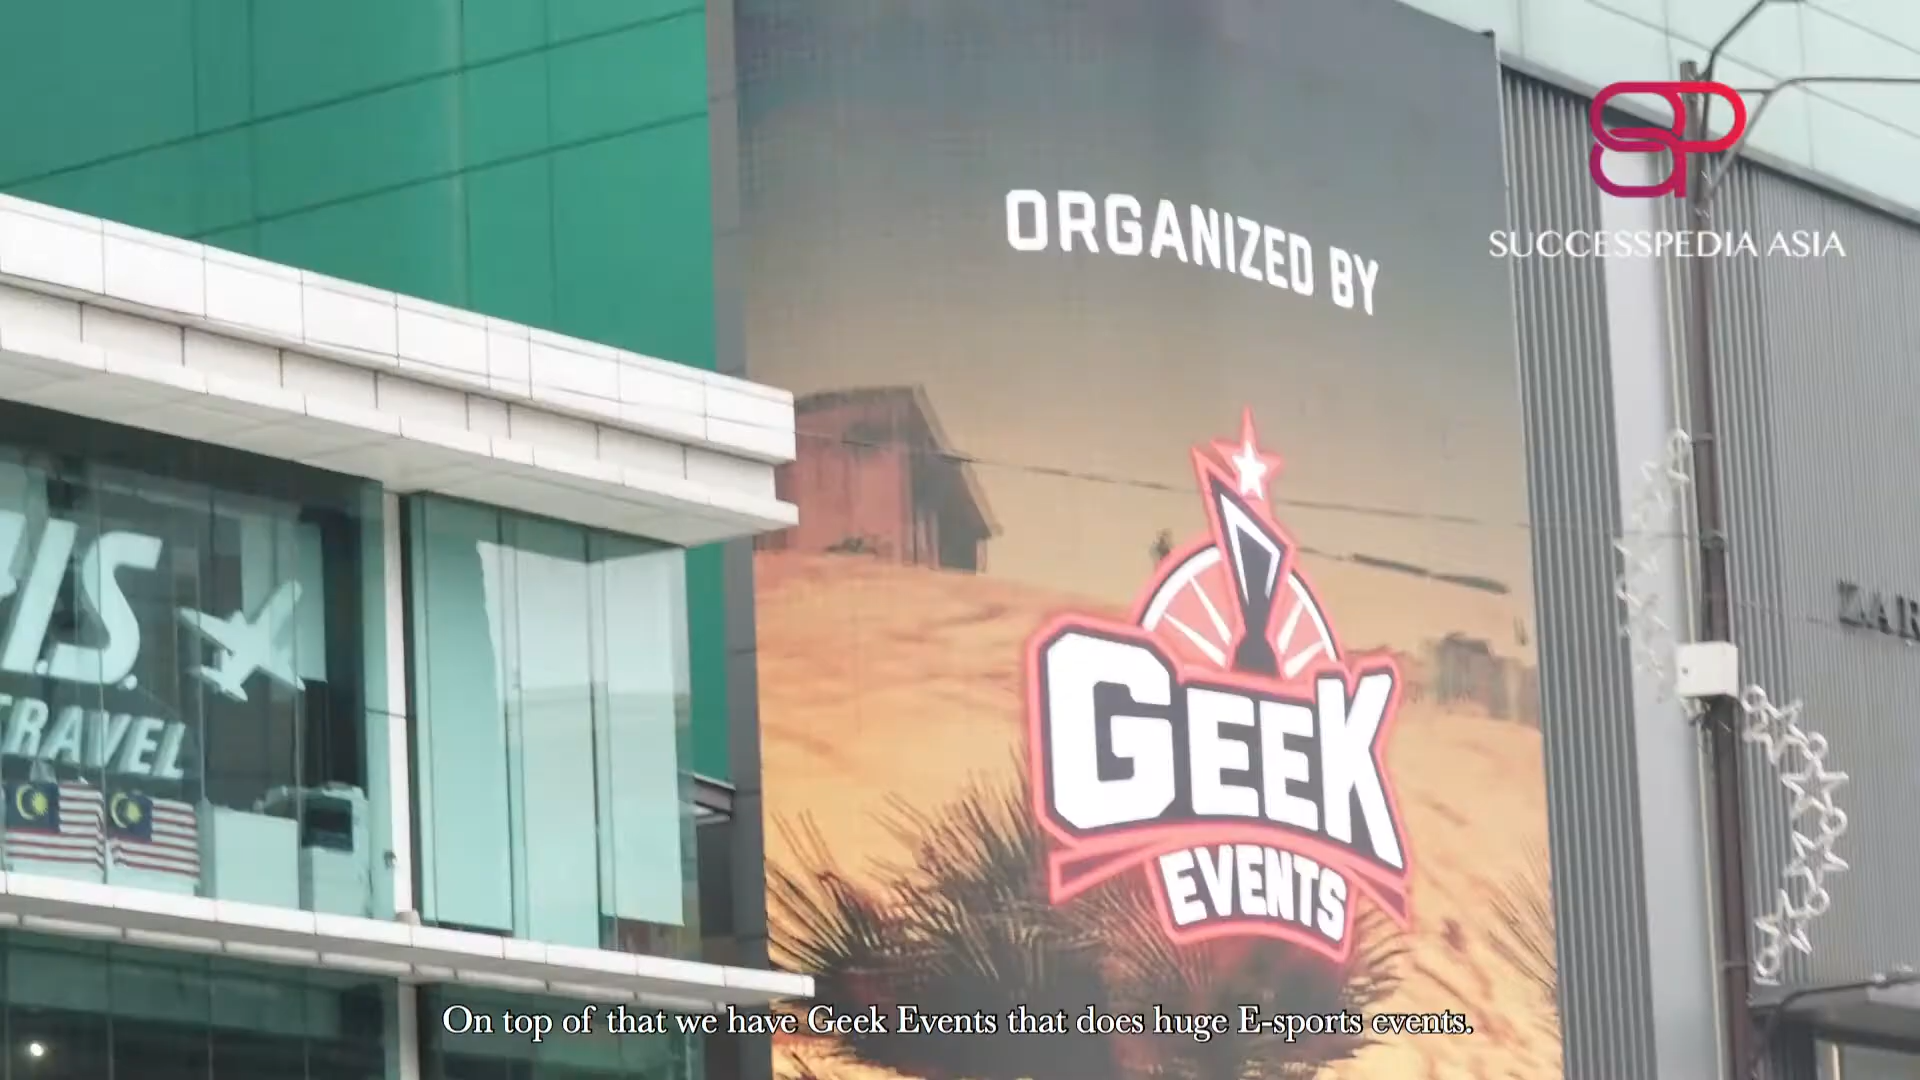 ORGANIZED BY
SUCCESSPEDIA ASIA
I.S.
TRAVEL
GEEK
EVENTS
On top of that we have Geek Events that does huge E-sports events.